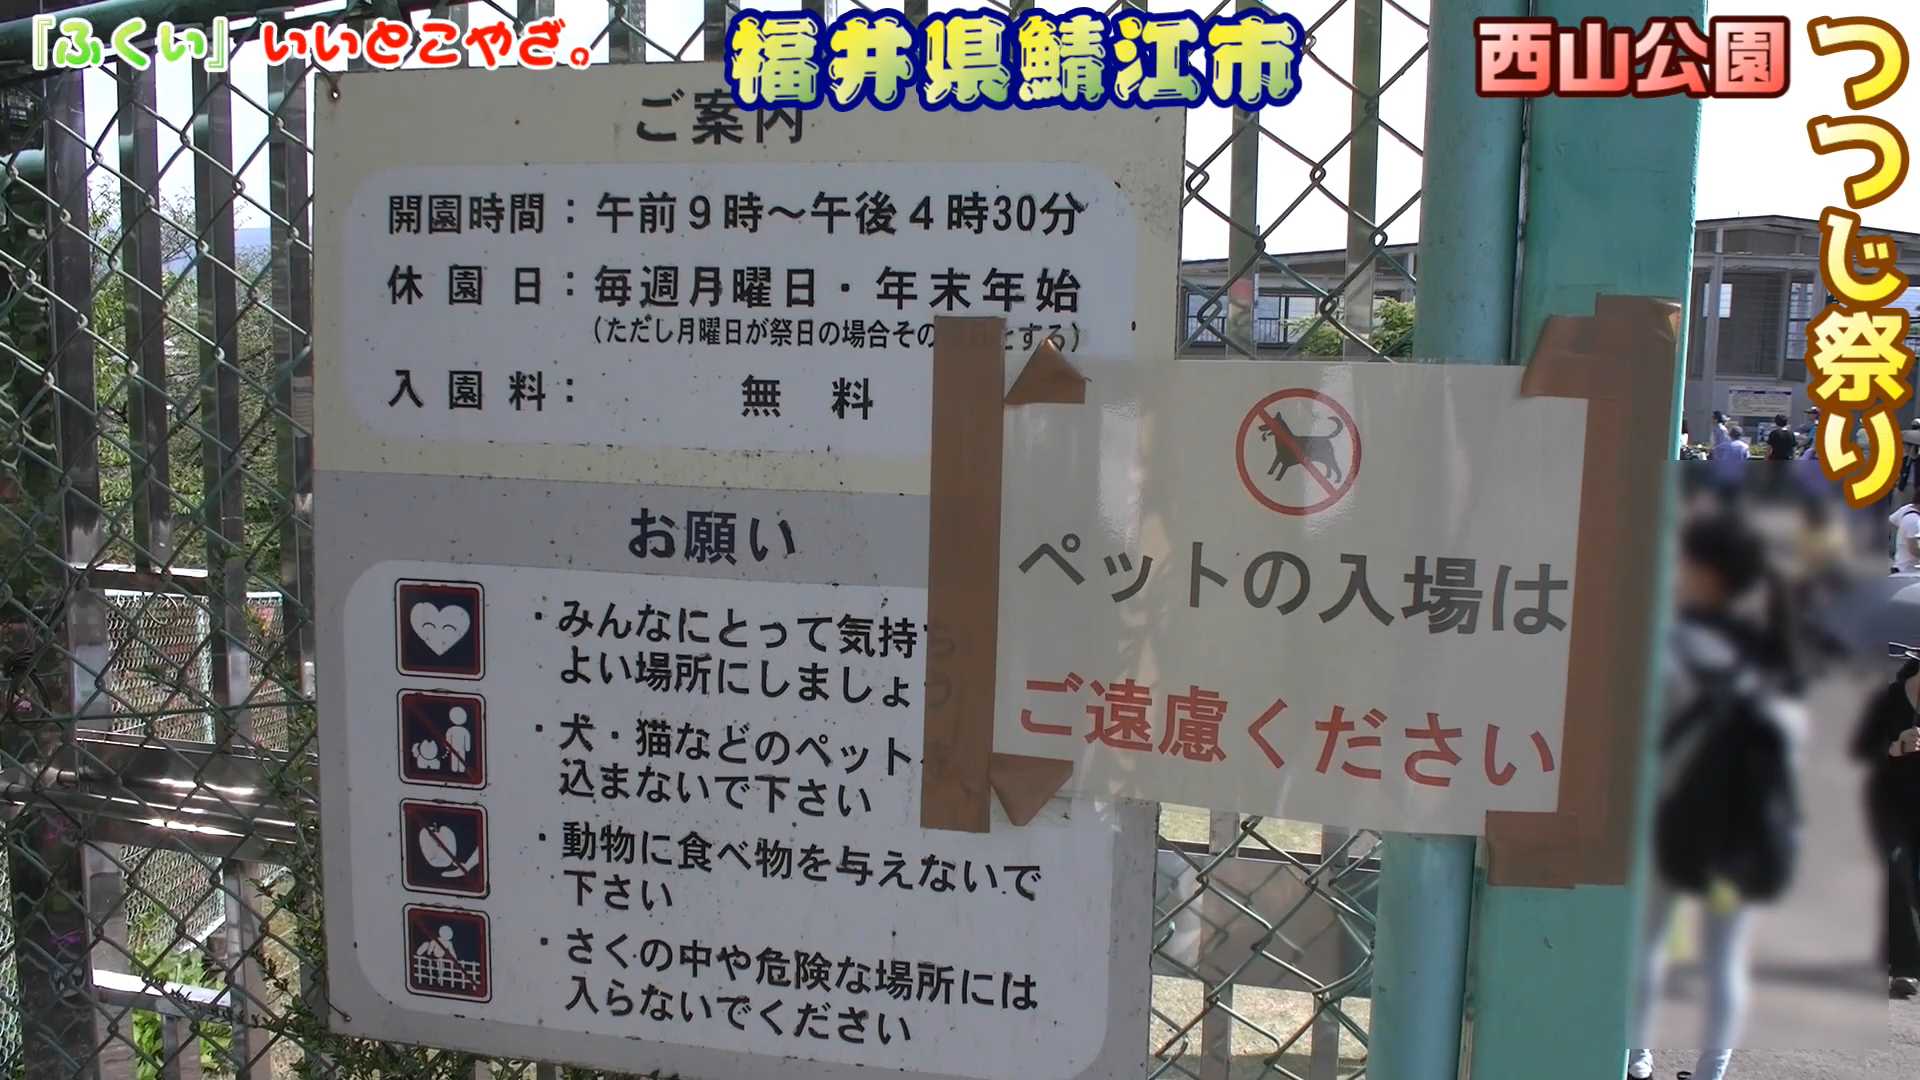 『ふくい』いいとこやざ。
福井県鯖江市
西山公園
つつじ祭り
ご案内
開園時間：午前9時～午後4時30分
休園日：毎週月曜日・年末年始
（ただし月曜日が祭日の場合その
とする）
入園料：無料
お願い
・みんなにとって気持ち
よい場所にしましょう
・犬・猫などのペット
込まないで下さい
・動物に食べ物を与えないで
下さい
・さくの中や危険な場所には
入らないでください
ペットの入場は
ご遠慮ください